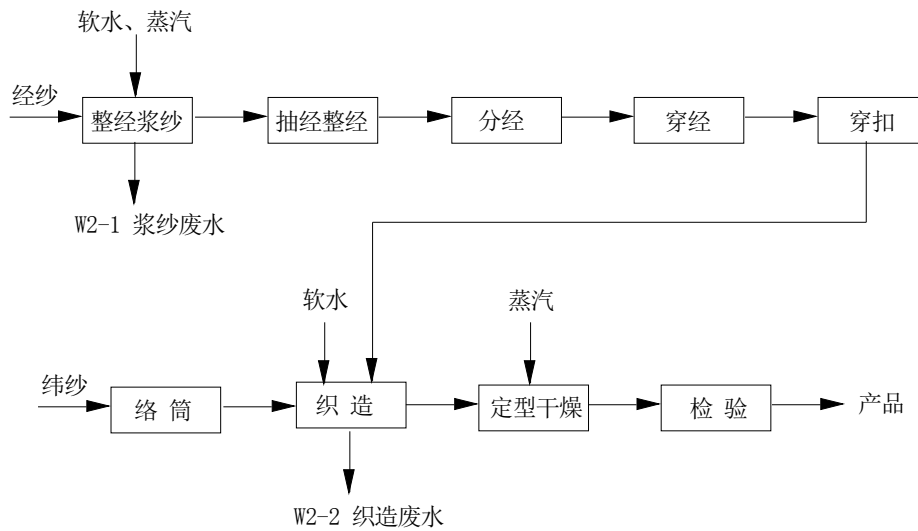 软水、蒸汽
经纱
整经浆纱
抽经整经
分经
穿经
穿扣
W2-1 浆纱废水
软水
蒸汽
纬纱
络 筒
织 造
定型干燥
检 验
产品
W2-2 织造废水